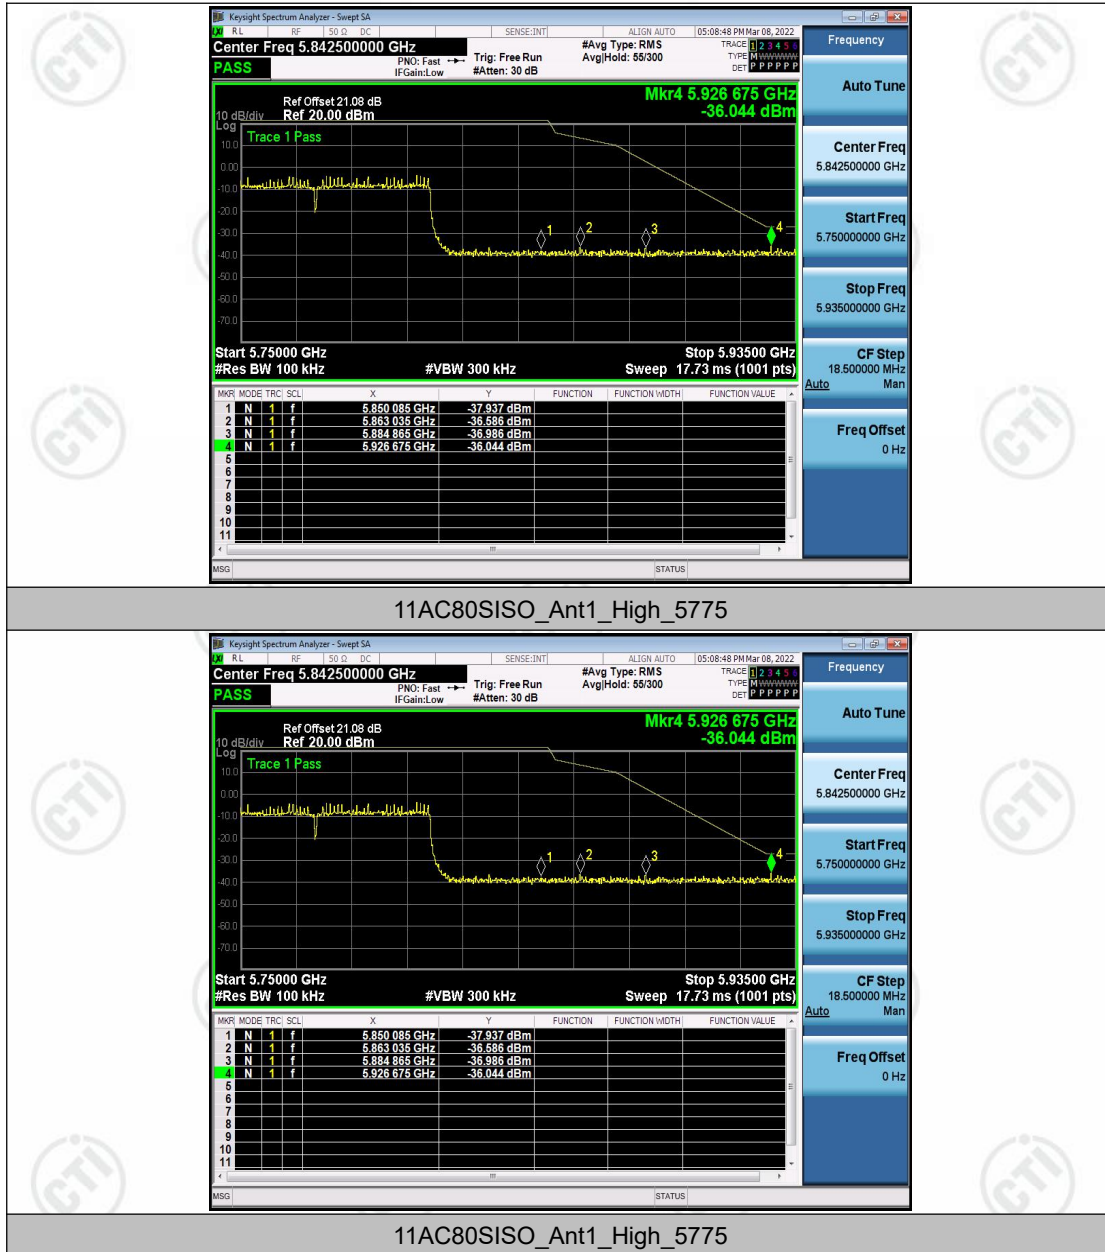 Keysight Spectrum Analyzer - Swept SA
RL RF 50 Ω DC SENSE:INT ALIGN AUTO 05:08:48 PM Mar 08, 2022
Center Freq 5.842500000 GHz #Avg Type: RMS TRACE 1 2 3 4 5 6
PASS PNO: Fast Trig: Free Run Avg|Hold: 55/300 TYPE M WWWWW
IFGain:Low #Atten: 30 dB DET P P P P P P
Frequency
Auto Tune
Center Freq
5.842500000 GHz
Start Freq
5.750000000 GHz
Stop Freq
5.935000000 GHz
CF Step
18.500000 MHz
Auto Man
Freq Offset
0 Hz
Mkr4 5.926 675 GHz
-36.044 dBm
Ref Offset 21.08 dB
10 dB/div Ref 20.00 dBm
Log
Trace 1 Pass
10.0
0.00
-10.0
-20.0
-30.0
-40.0
-50.0
-60.0
-70.0
1 2 3 4
Start 5.75000 GHz Stop 5.93500 GHz
#Res BW 100 kHz #VBW 300 kHz Sweep 17.73 ms (1001 pts)
MKR MODE TRC SCL X Y FUNCTION FUNCTION WIDTH FUNCTION VALUE
1 N 1 f 5.850 085 GHz -37.937 dBm
2 N 1 f 5.863 035 GHz -36.586 dBm
3 N 1 f 5.884 865 GHz -36.986 dBm
4 N 1 f 5.926 675 GHz -36.044 dBm
5
6
7
8
9
10
11
MSG STATUS
11AC80SISO_Ant1_High_5775
Keysight Spectrum Analyzer - Swept SA
RL RF 50 Ω DC SENSE:INT ALIGN AUTO 05:08:48 PM Mar 08, 2022
Center Freq 5.842500000 GHz #Avg Type: RMS TRACE 1 2 3 4 5 6
PASS PNO: Fast Trig: Free Run Avg|Hold: 55/300 TYPE M WWWWW
IFGain:Low #Atten: 30 dB DET P P P P P P
Frequency
Auto Tune
Center Freq
5.842500000 GHz
Start Freq
5.750000000 GHz
Stop Freq
5.935000000 GHz
CF Step
18.500000 MHz
Auto Man
Freq Offset
0 Hz
Mkr4 5.926 675 GHz
-36.044 dBm
Ref Offset 21.08 dB
10 dB/div Ref 20.00 dBm
Log
Trace 1 Pass
10.0
0.00
-10.0
-20.0
-30.0
-40.0
-50.0
-60.0
-70.0
1 2 3 4
Start 5.75000 GHz Stop 5.93500 GHz
#Res BW 100 kHz #VBW 300 kHz Sweep 17.73 ms (1001 pts)
MKR MODE TRC SCL X Y FUNCTION FUNCTION WIDTH FUNCTION VALUE
1 N 1 f 5.850 085 GHz -37.937 dBm
2 N 1 f 5.863 035 GHz -36.586 dBm
3 N 1 f 5.884 865 GHz -36.986 dBm
4 N 1 f 5.926 675 GHz -36.044 dBm
5
6
7
8
9
10
11
MSG STATUS
11AC80SISO_Ant1_High_5775
CTI
CTI
CTI
CTI
CTI
CTI
CTI
CTI